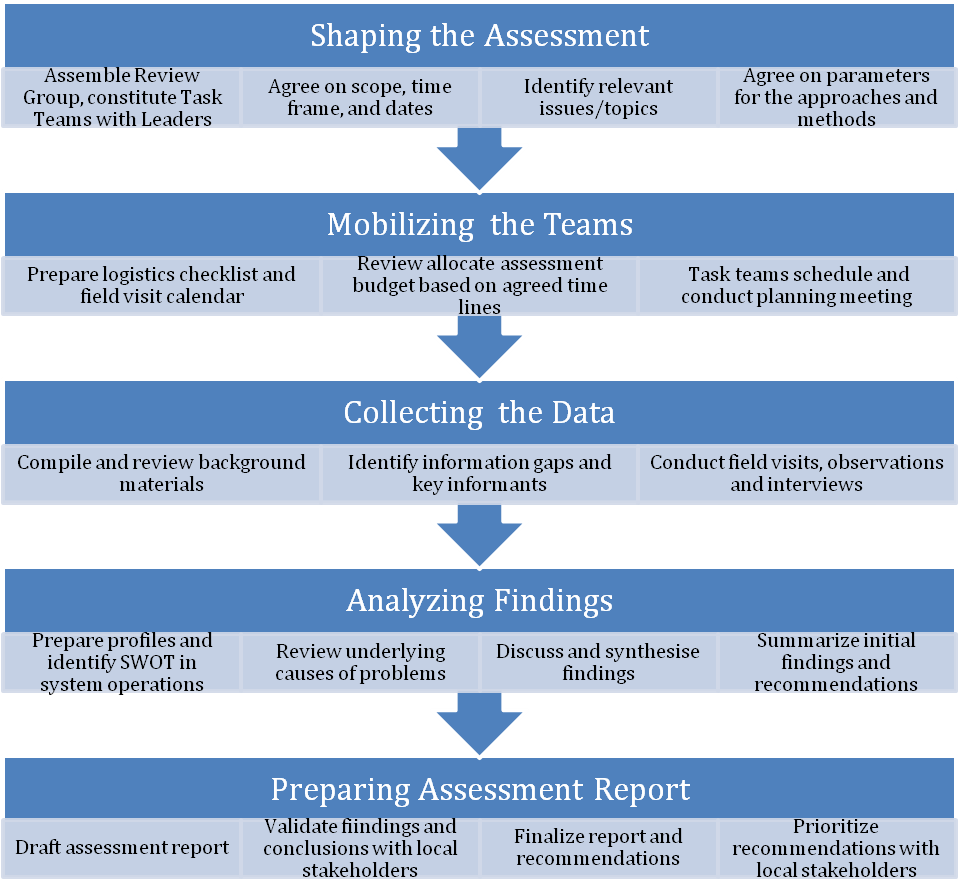 Shaping the Assessment
Assemble Review
Group, constitute Task
Teams with Leaders
Agree on scope, time
frame, and dates
Identify relevant
issues/topics
Agree on parameters
for the approaches and
methods
Mobilizing the Teams
Prepare logistics checklist and
field visit calendar
Review allocate assessment
budget based on agreed time
lines
Task teams schedule and
conduct planning meeting
Collecting the Data
Compile and review background
materials
Identify information gaps and
key informants
Conduct field visits, observations
and interviews
Analyzing Findings
Prepare profiles and
identify SWOT in
system operations
Review underlying
causes of problems
Discuss and synthesise
findings
Summarize initial
findings and
recommendations
Preparing Assessment Report
Draft assessment report
Validate fiindings and
conclusions with local
stakeholders
Finalize report and
recommendations
Prioritize
recommendations with
local stakeholders